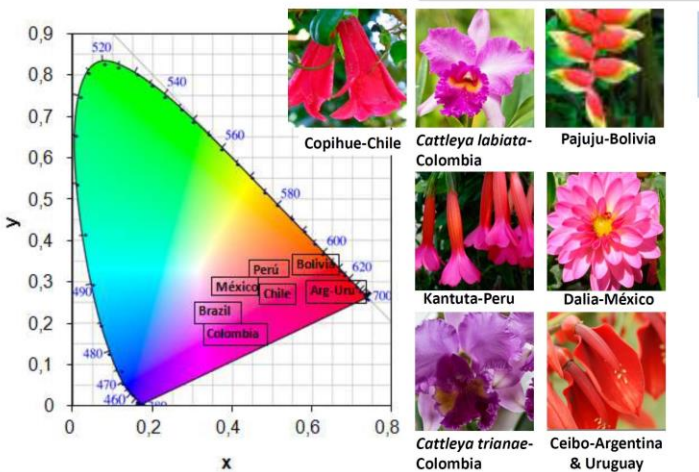 0,9
0,8
0,7
0,6
0,5
0,4
0,3
0,2
0,1
0
y
0
0,2
0,4
0,6
0,8
x
520
540
560
580
600
620
700
490
480
470
460
Perú
Bolivia
México
Chile
Arg-Uru
Brazil
Colombia
Copihue-Chile
Cattleya labiata-
Colombia
Pajuju-Bolivia
Kantuta-Peru
Dalia-México
Cattleya trianae-
Colombia
Ceibo-Argentina
& Uruguay